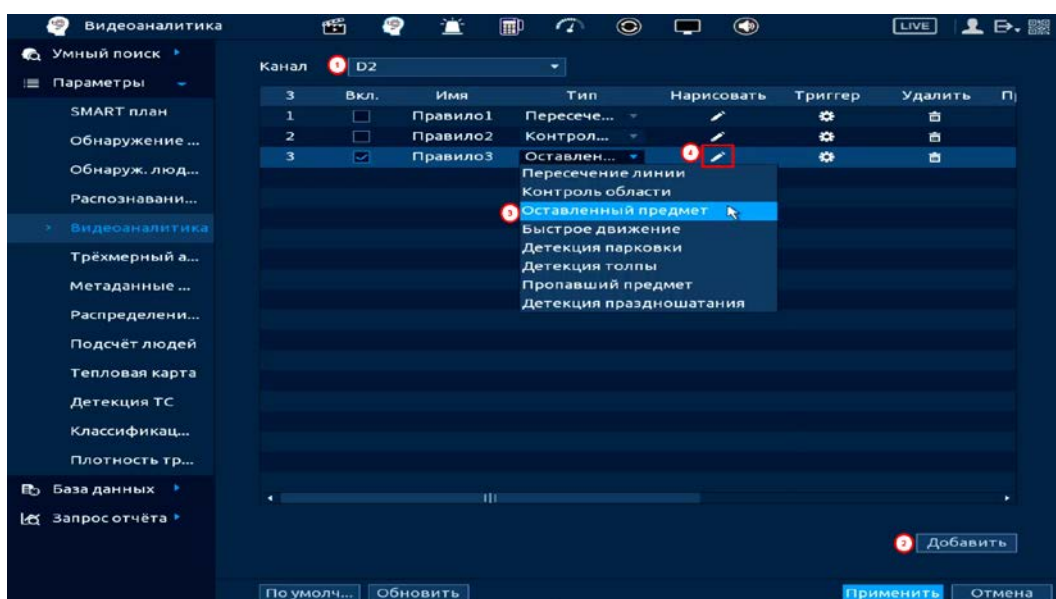 Видеоаналитика
LIVE
Умный поиск
Параметры
SMART план
Обнаружение ...
Обнаруж. люд...
Распознавани...
Видеоаналитика
Трёхмерный а...
Метаданные ...
Распределени...
Подсчёт людей
Тепловая карта
Детекция ТС
Классификац...
Плотность тр...
База данных
Запрос отчёта
Канал 1 D2
3 Вкл. Имя Тип Нарисовать Триггер Удалить П
1 Правило1 Пересече...
2 Правило2 Контрол...
3 Правило3 Оставлен... 4
Пересечение линии
Контроль области
3 Оставленный предмет
Быстрое движение
Детекция парковки
Детекция толпы
Пропавший предмет
Детекция праздношатания
2 Добавить
По умолч... Обновить Применить Отмена